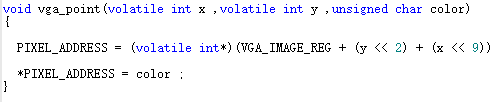 void vga_point(volatile int x ,volatile int y ,unsigned char color)
{
PIXEL_ADDRESS = (volatile int*)(VGA_IMAGE_REG + (y << 2) + (x << 9))
*PIXEL_ADDRESS = color ;
}